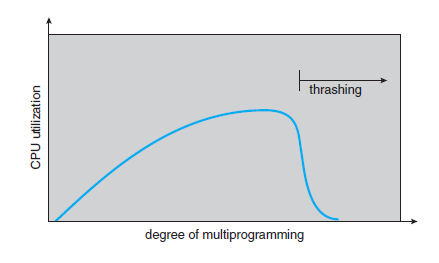 thrashing
CPU utilization
degree of multiprogramming